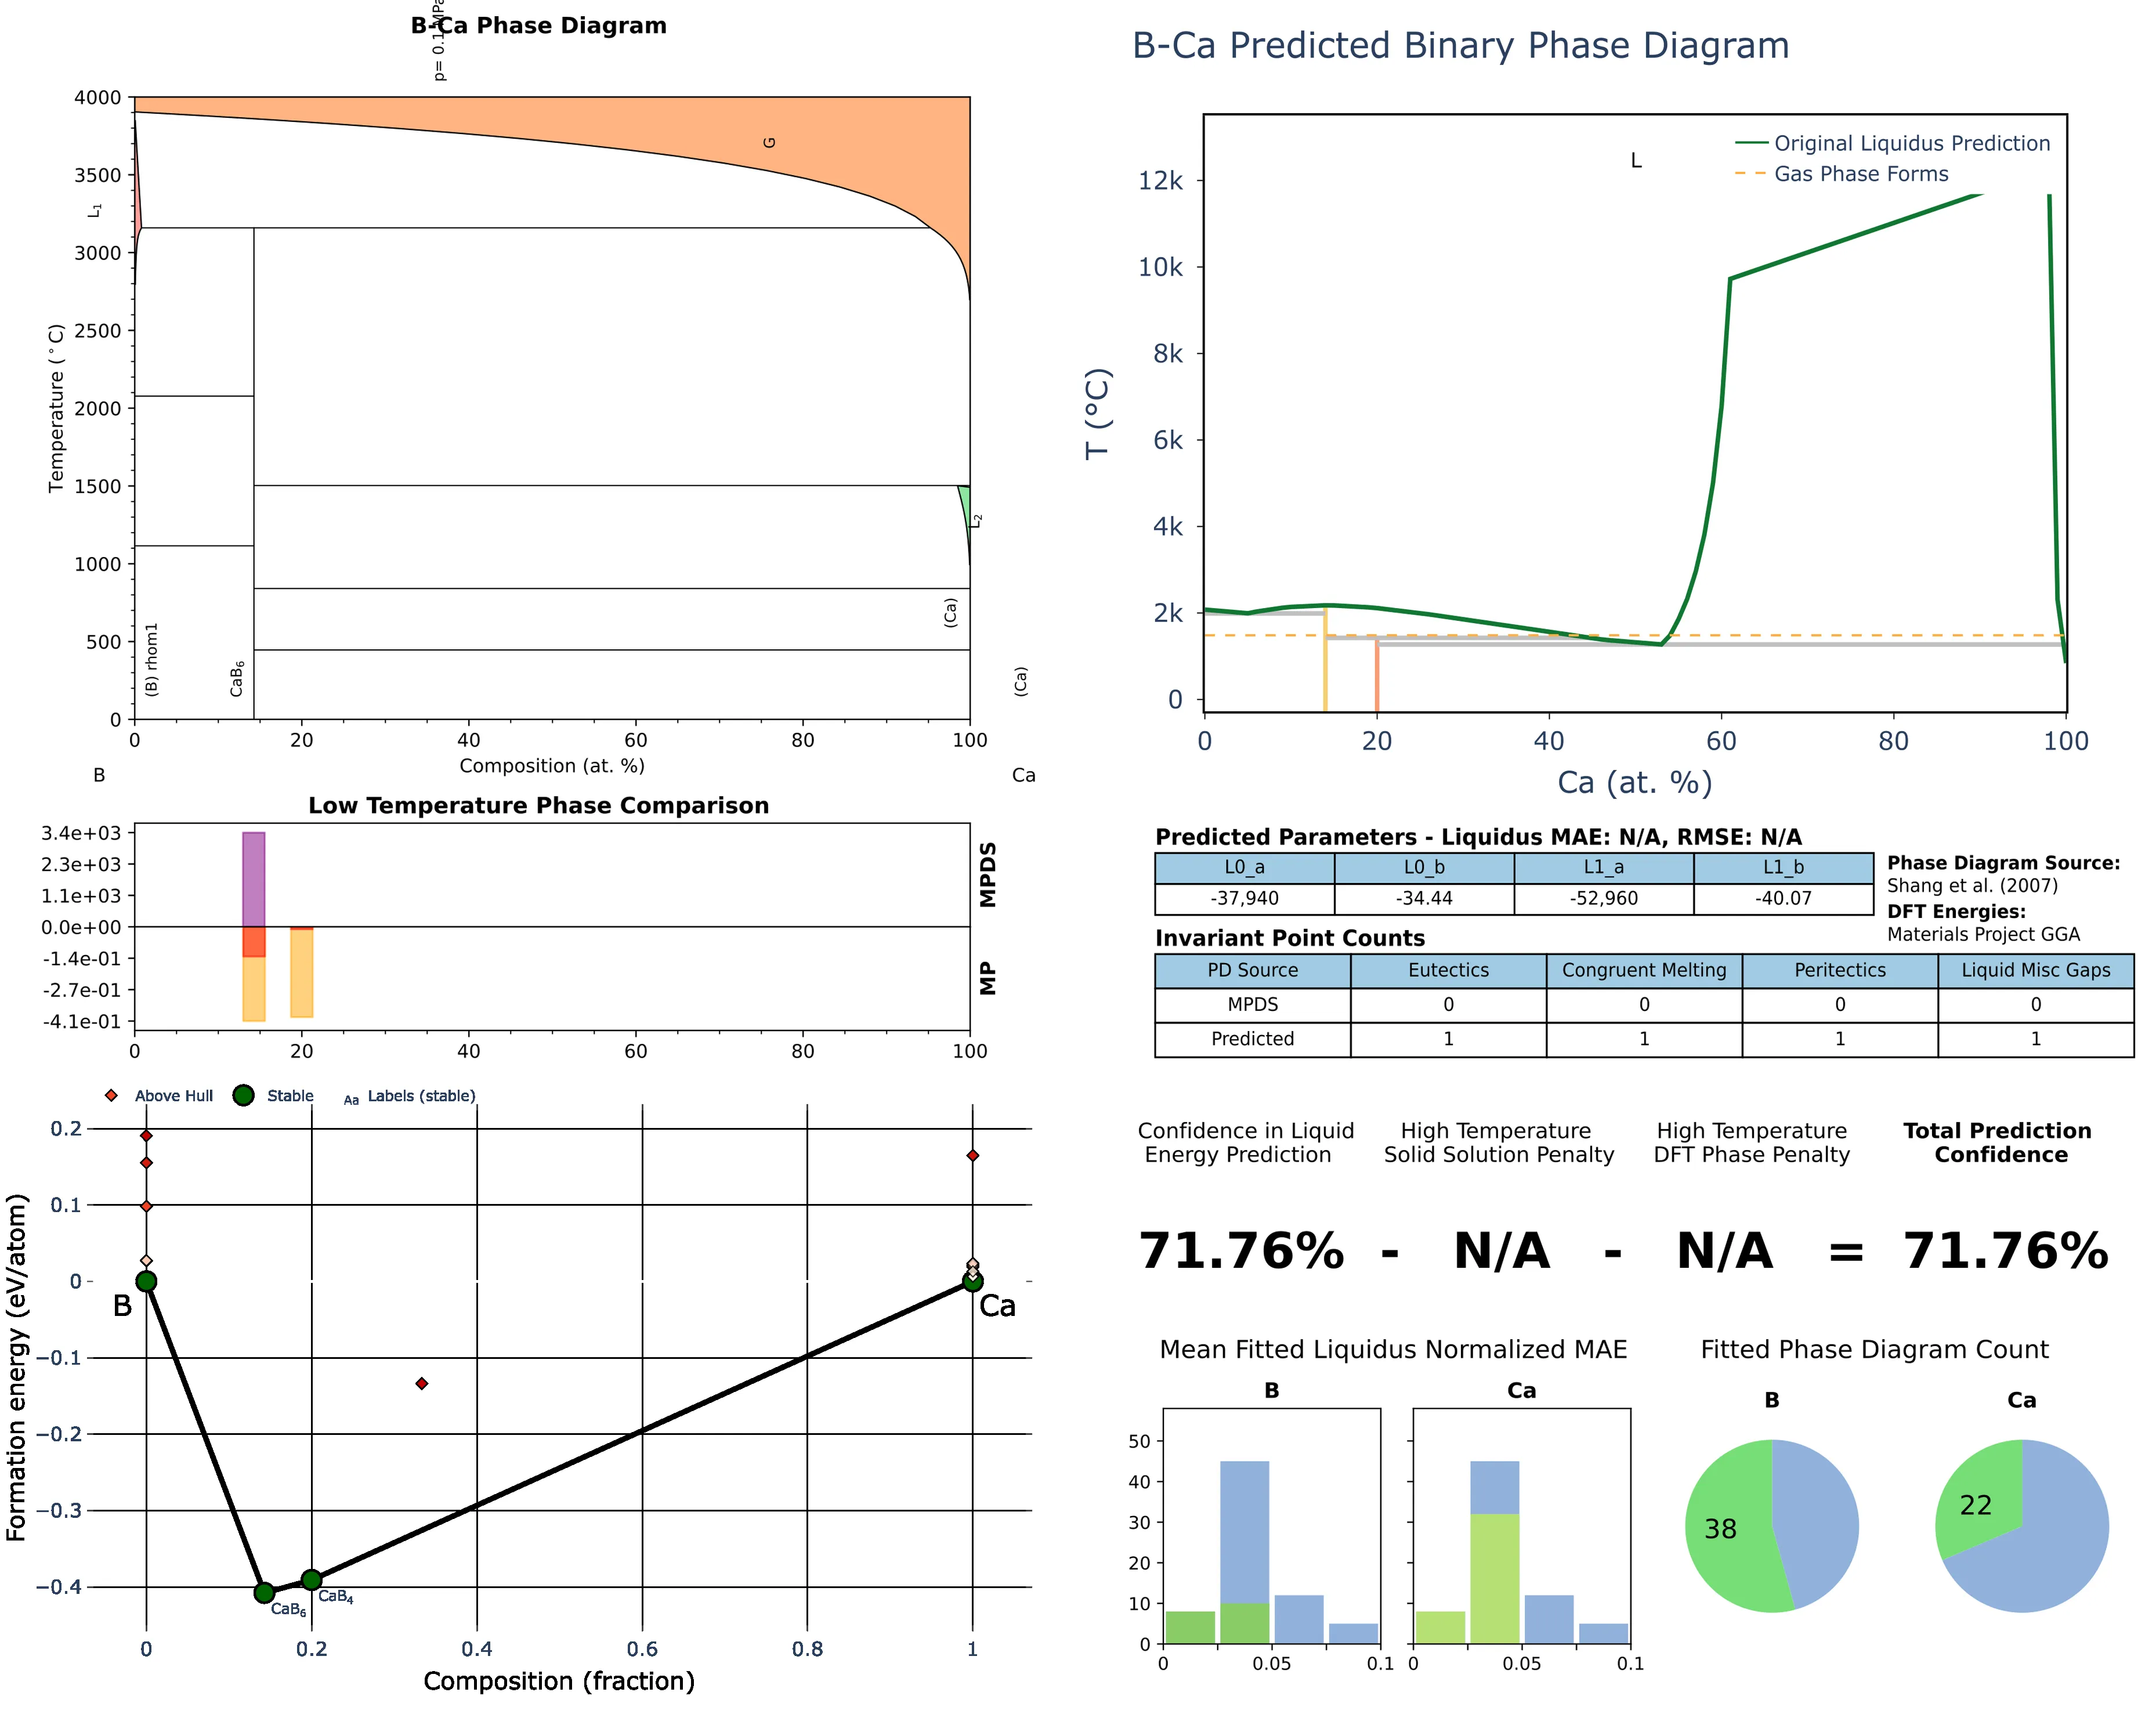 B-Ca Phase Diagram
p= 0.1 MPa
4000
3500
3000
2500
2000
1500
1000
500
0
Temperature (°C)
G
L₁
L₂
(B) rhom1
CaB₆
(Ca)
(Ca)
0 20 40 60 80 100
Composition (at. %)
B Ca
B-Ca Predicted Binary Phase Diagram
Original Liquidus Prediction
Gas Phase Forms
L
12k
10k
8k
6k
4k
2k
0
T (°C)
0 20 40 60 80 100
Ca (at. %)
Low Temperature Phase Comparison
3.4e+03
2.3e+03
1.1e+03
0.0e+00
-1.4e-01
-2.7e-01
-4.1e-01
MPDS
MP
0 20 40 60 80 100
Predicted Parameters - Liquidus MAE: N/A, RMSE: N/A
L0_a L0_b L1_a L1_b
-37,940 -34.44 -52,960 -40.07
Phase Diagram Source:
Shang et al. (2007)
DFT Energies:
Materials Project GGA
Invariant Point Counts
PD Source Eutectics Congruent Melting Peritectics Liquid Misc Gaps
MPDS 0 0 0 0
Predicted 1 1 1 1
Above Hull Stable Aa Labels (stable)
0.2
0.1
0
−0.1
−0.2
−0.3
−0.4
Formation energy (eV/atom)
B
Ca
CaB₆
CaB₄
0 0.2 0.4 0.6 0.8 1
Composition (fraction)
Confidence in Liquid
Energy Prediction
High Temperature
Solid Solution Penalty
High Temperature
DFT Phase Penalty
Total Prediction
Confidence
71.76% - N/A - N/A = 71.76%
Mean Fitted Liquidus Normalized MAE
B
Ca
50
40
30
20
10
0
0 0.05 0.1
0 0.05 0.1
Fitted Phase Diagram Count
B
Ca
38
22